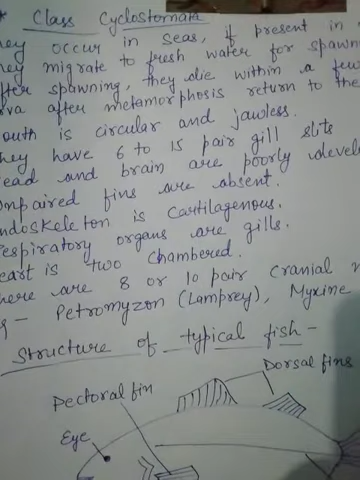 * Class Cyclostomata
hey occur in seas, if present in
hey migrate to fresh water for spawnin
fter spawning, they die within a few
rva after metamorphosis return to the
outh is circular and jawless.
hey have 6 to 15 pair gill slits
ead and brain are poorly develo
npaired fins are absent.
ndoskeleton is cartilagenous.
espiratory organs are gills.
eart is two chambered.
here are 8 or 10 pair cranial n
g - Petromyzon (Lamprey), Myxine
Structure of typical fish -
Dorsal fins
Pectoral fin
Eye